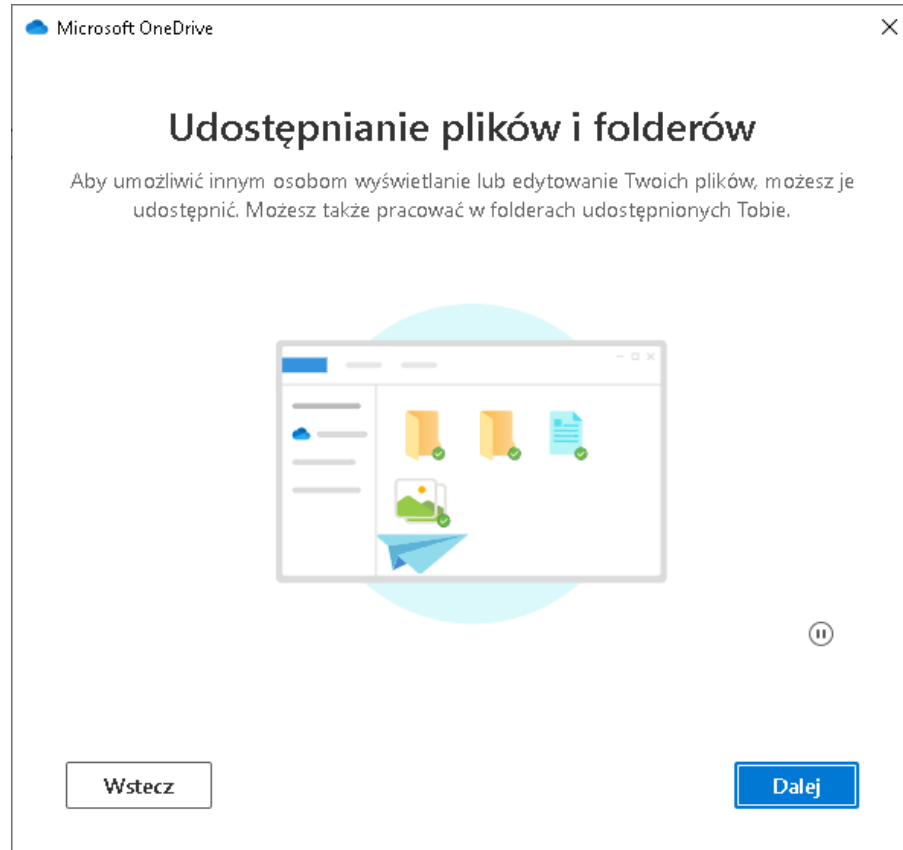 Microsoft OneDrive
Udostępnianie plików i folderów
Aby umożliwić innym osobom wyświetlanie lub edytowanie Twoich plików, możesz je
udostępnić. Możesz także pracować w folderach udostępnionych Tobie.
Wstecz
Dalej